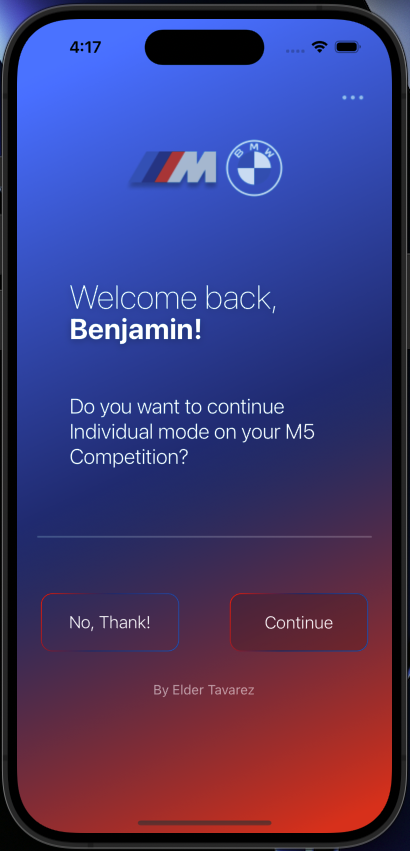 4:17
M BMW
Welcome back,
Benjamin!
Do you want to continue
Individual mode on your M5
Competition?
No, Thank!
Continue
By Elder Tavarez